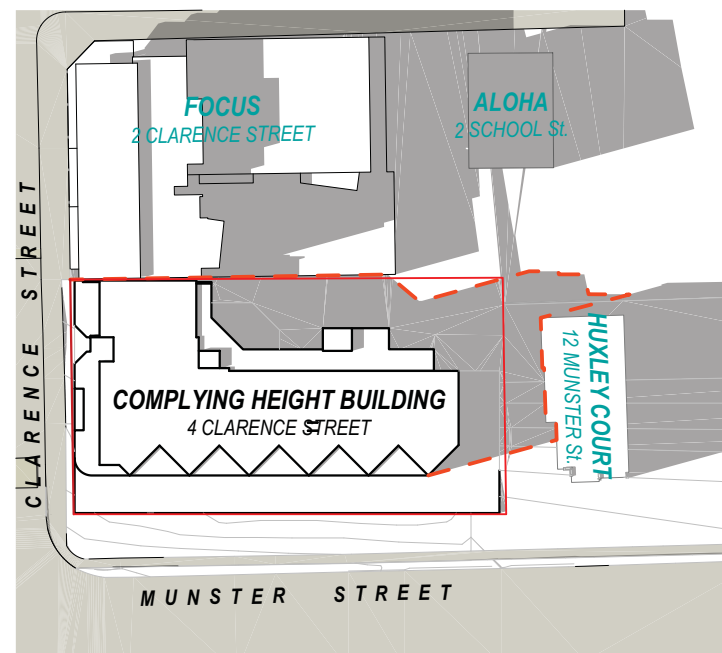 FOCUS
2 CLARENCE STREET
ALOHA
2 SCHOOL St.
CLARENCE STREET
COMPLYING HEIGHT BUILDING
4 CLARENCE STREET
HUXLEY COURT
12 MUNSTER St.
MUNSTER STREET